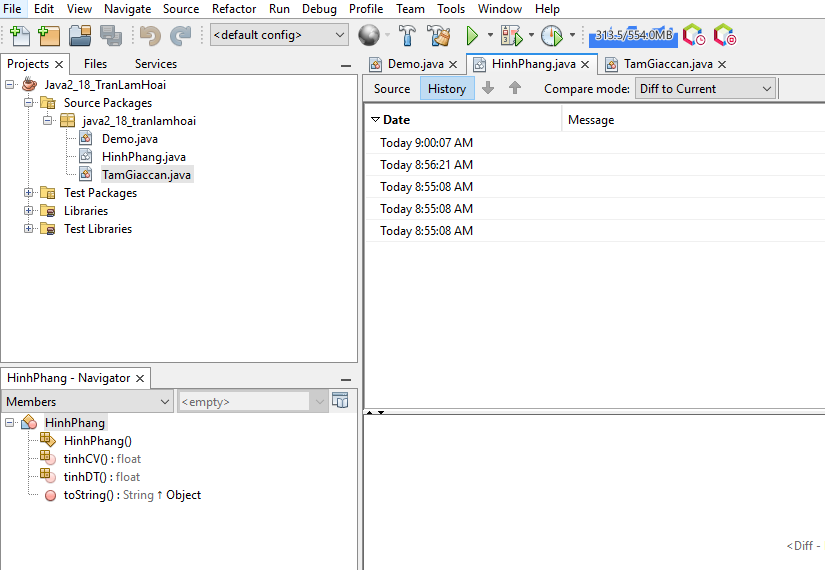 File Edit View Navigate Source Refactor Run Debug Profile Team Tools Window Help
<default config> 313.5/554.0MB
Projects Files Services
Java2_18_TranLamHoai
Source Packages
java2_18_tranlamhoai
Demo.java
HinhPhang.java
TamGiaccan.java
Test Packages
Libraries
Test Libraries
Demo.java HinhPhang.java TamGiaccan.java
Source History Compare mode: Diff to Current
Date Message
Today 9:00:07 AM
Today 8:56:21 AM
Today 8:55:08 AM
Today 8:55:08 AM
Today 8:55:08 AM
HinhPhang - Navigator
Members <empty>
HinhPhang
HinhPhang()
tinhCV() : float
tinhDT() : float
toString() : String ↑ Object
<Diff -